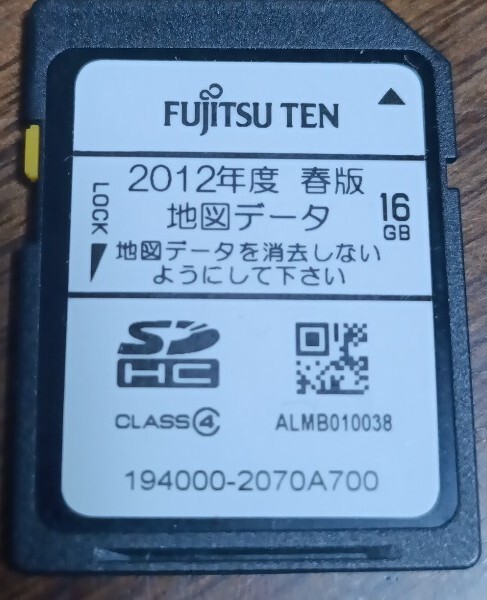 FUJITSU TEN
2012年度 春版
地図データ
16
GB
LOCK
地図データを消去しない
ようにして下さい
SD
HC
CLASS4
ALMB010038
194000-2070A700